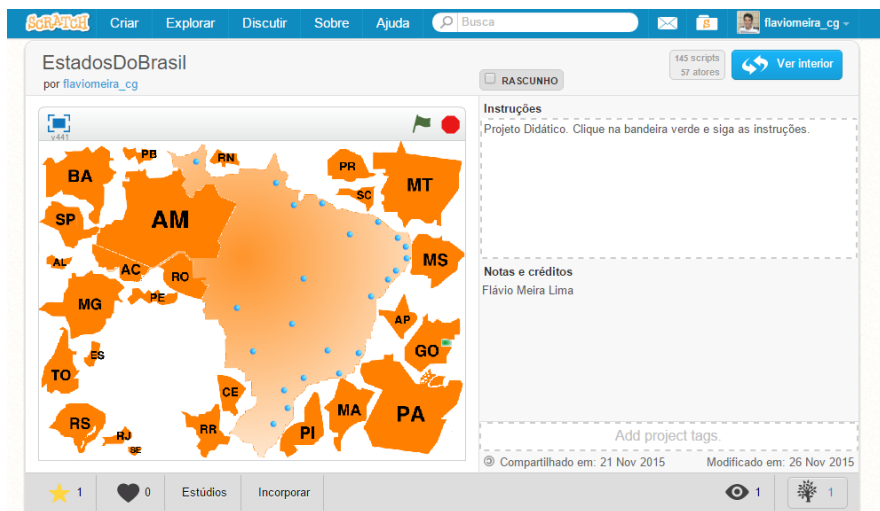 SCRATCH Criar Explorar Discutir Sobre Ajuda Busca flaviomeira_cg
EstadosDoBrasil
por flaviomeira_cg
RASCUNHO
145 scripts
57 atores
Ver interior
v441
Instruções
Projeto Didático. Clique na bandeira verde e siga as instruções.
PB
RN
BA
PR
MT
SC
SP
AM
AL
AC
RO
MS
MG
PE
AP
ES
GO
TO
CE
RS
RJ
SE
RR
PI
MA
PA
Notas e créditos
Flávio Meira Lima
Add project tags.
Compartilhado em: 21 Nov 2015 Modificado em: 26 Nov 2015
1 0 Estúdios Incorporar 1 1